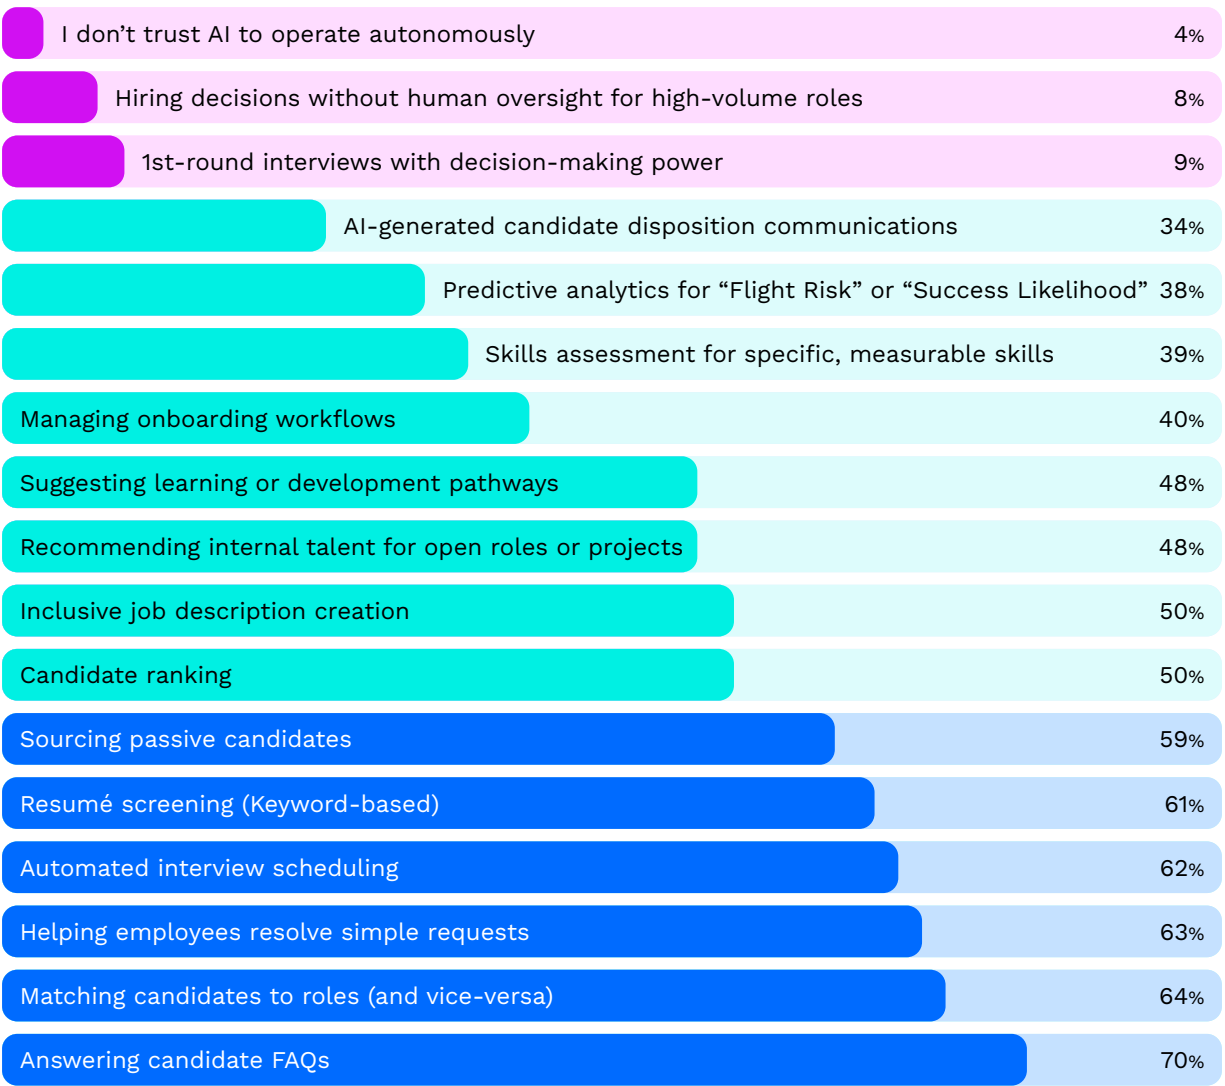 I don’t trust AI to operate autonomously 4%
Hiring decisions without human oversight for high-volume roles 8%
1st-round interviews with decision-making power 9%
AI-generated candidate disposition communications 34%
Predictive analytics for “Flight Risk” or “Success Likelihood” 38%
Skills assessment for specific, measurable skills 39%
Managing onboarding workflows 40%
Suggesting learning or development pathways 48%
Recommending internal talent for open roles or projects 48%
Inclusive job description creation 50%
Candidate ranking 50%
Sourcing passive candidates 59%
Resumé screening (Keyword-based) 61%
Automated interview scheduling 62%
Helping employees resolve simple requests 63%
Matching candidates to roles (and vice-versa) 64%
Answering candidate FAQs 70%